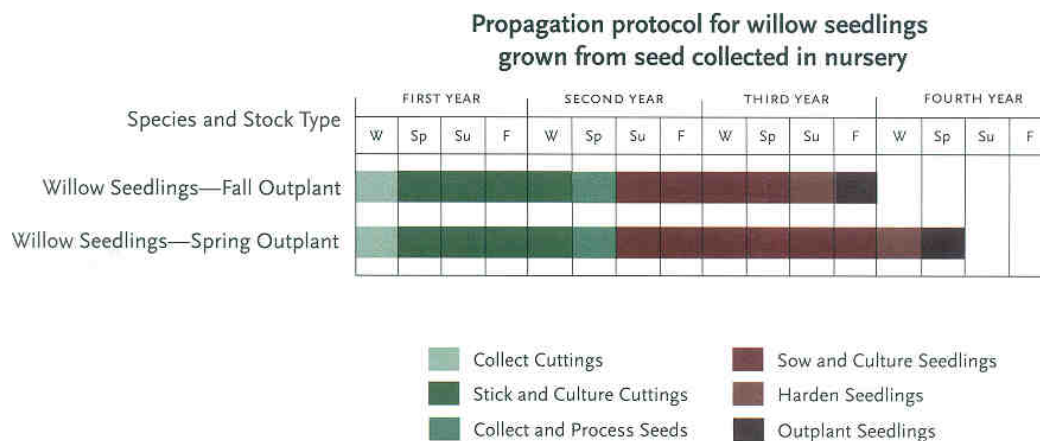 Propagation protocol for willow seedlings
grown from seed collected in nursery
Species and Stock Type
FIRST YEAR SECOND YEAR THIRD YEAR FOURTH YEAR
W Sp Su F W Sp Su F W Sp Su F W Sp Su F
Willow Seedlings—Fall Outplant
Willow Seedlings—Spring Outplant
Collect Cuttings
Stick and Culture Cuttings
Collect and Process Seeds
Sow and Culture Seedlings
Harden Seedlings
Outplant Seedlings